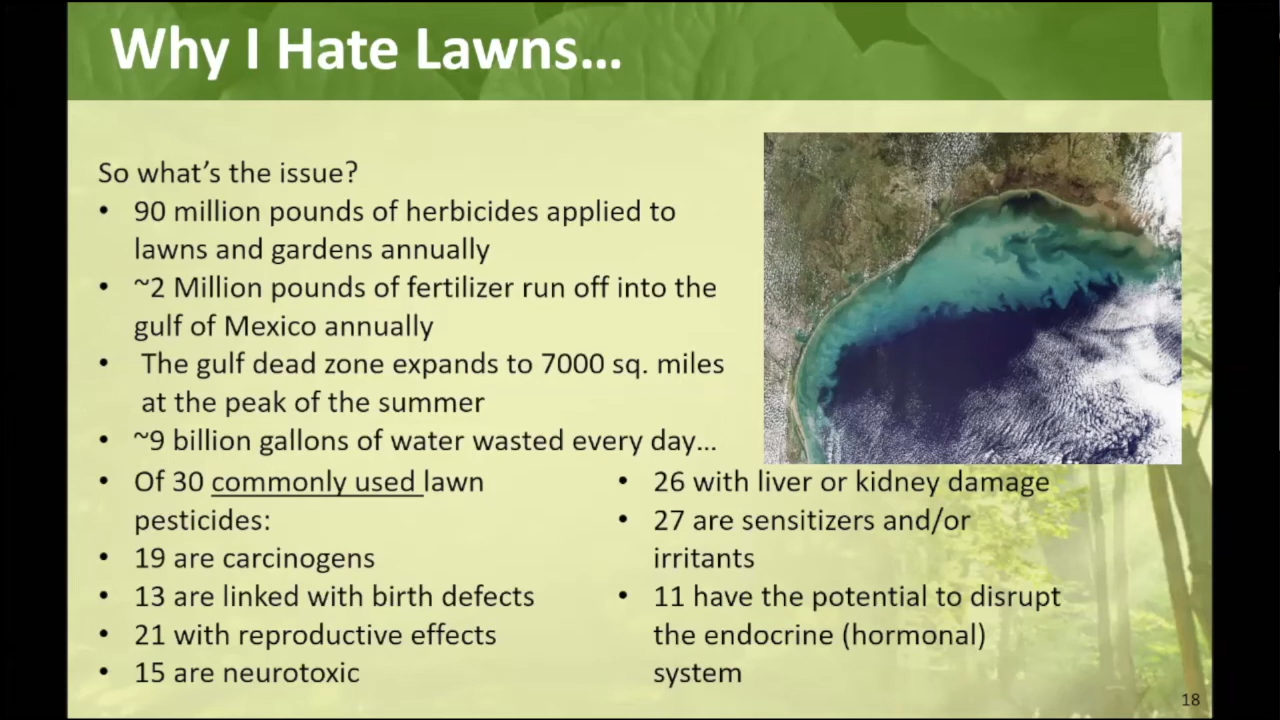 Why I Hate Lawns...
So what's the issue?
• 90 million pounds of herbicides applied to
lawns and gardens annually
• ~2 Million pounds of fertilizer run off into the
gulf of Mexico annually
• The gulf dead zone expands to 7000 sq. miles
at the peak of the summer
• ~9 billion gallons of water wasted every day...
• Of 30 commonly used lawn
pesticides:
• 19 are carcinogens
• 13 are linked with birth defects
• 21 with reproductive effects
• 15 are neurotoxic
• 26 with liver or kidney damage
• 27 are sensitizers and/or
irritants
• 11 have the potential to disrupt
the endocrine (hormonal)
system
18